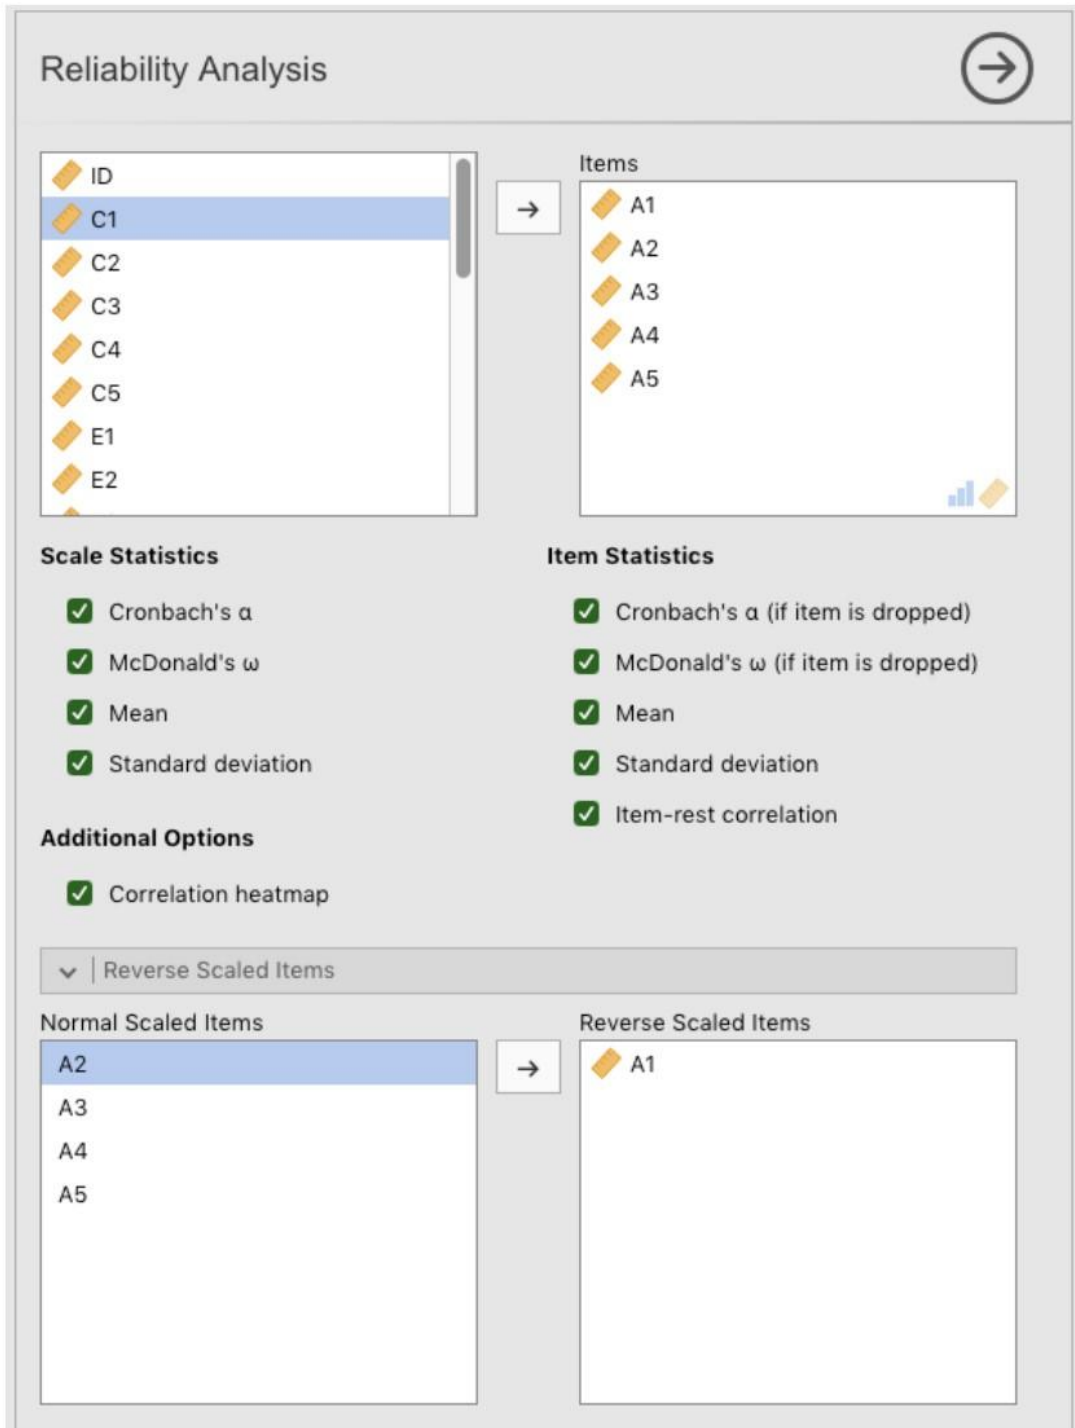 Reliability Analysis
ID
C1
C2
C3
C4
C5
E1
E2
Items
A1
A2
A3
A4
A5
Scale Statistics
Cronbach's α
McDonald's ω
Mean
Standard deviation
Item Statistics
Cronbach's α (if item is dropped)
McDonald's ω (if item is dropped)
Mean
Standard deviation
Item-rest correlation
Additional Options
Correlation heatmap
Reverse Scaled Items
Normal Scaled Items
A2
A3
A4
A5
Reverse Scaled Items
A1